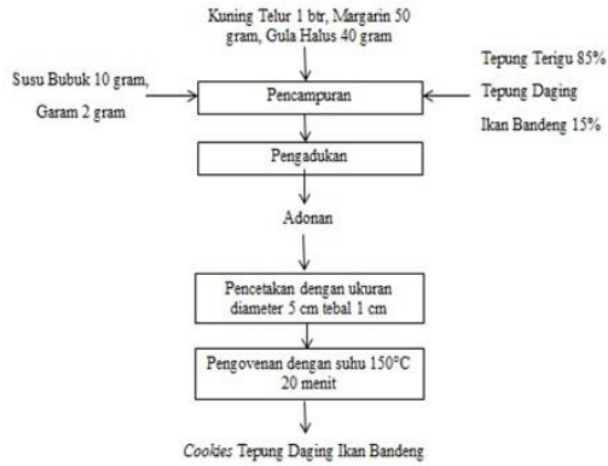 Kuning Telur 1 btr, Margarin 50
gram, Gula Halus 40 gram
Susu Bubuk 10 gram,
Garam 2 gram
Pencampuran
Tepung Terigu 85%
Tepung Daging
Ikan Bandeng 15%
Pengadukan
Adonan
Pencetakan dengan ukuran
diameter 5 cm tebal 1 cm
Pengovenan dengan suhu 150°C
20 menit
Cookies Tepung Daging Ikan Bandeng